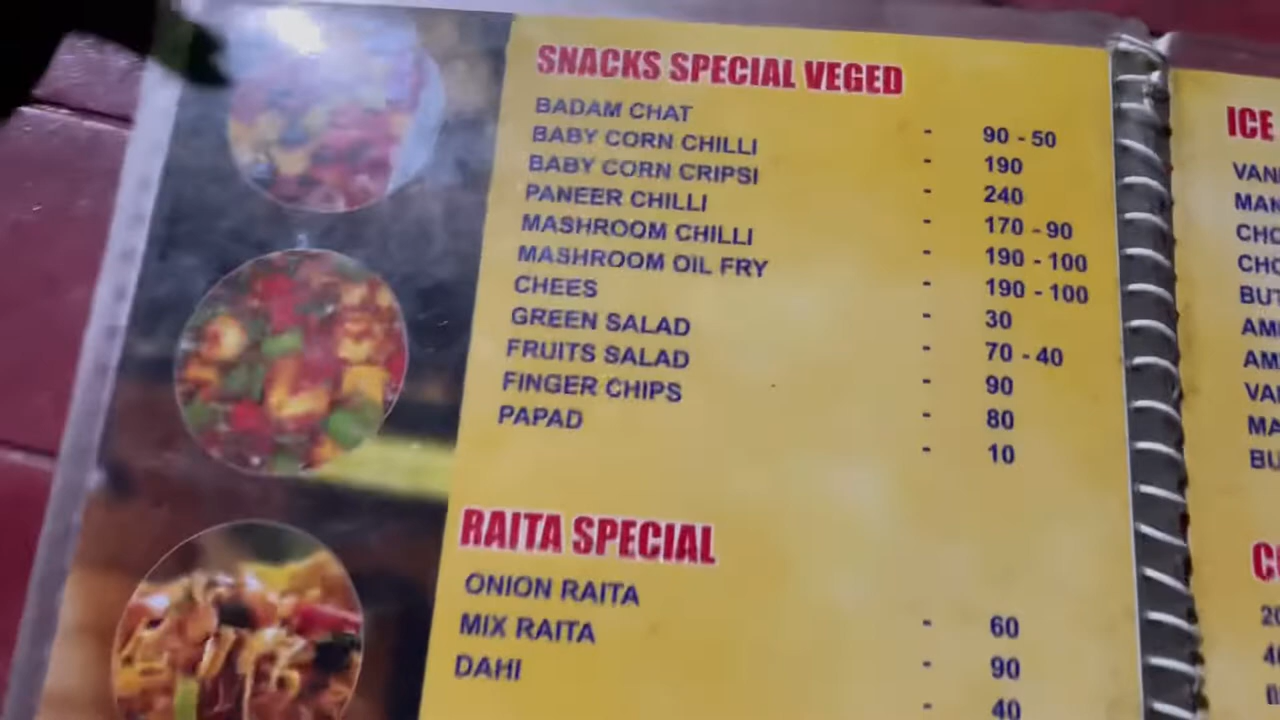 SNACKS SPECIAL VEGED
BADAM CHAT - 90 - 50
BABY CORN CHILLI - 190
BABY CORN CRIPSI - 240
PANEER CHILLI - 170 - 90
MASHROOM CHILLI - 190 - 100
MASHROOM OIL FRY - 190 - 100
CHEES - 30
GREEN SALAD - 70 - 40
FRUITS SALAD - 90
FINGER CHIPS - 80
PAPAD - 10
RAITA SPECIAL
ONION RAITA - 60
MIX RAITA - 90
DAHI - 40
ICE